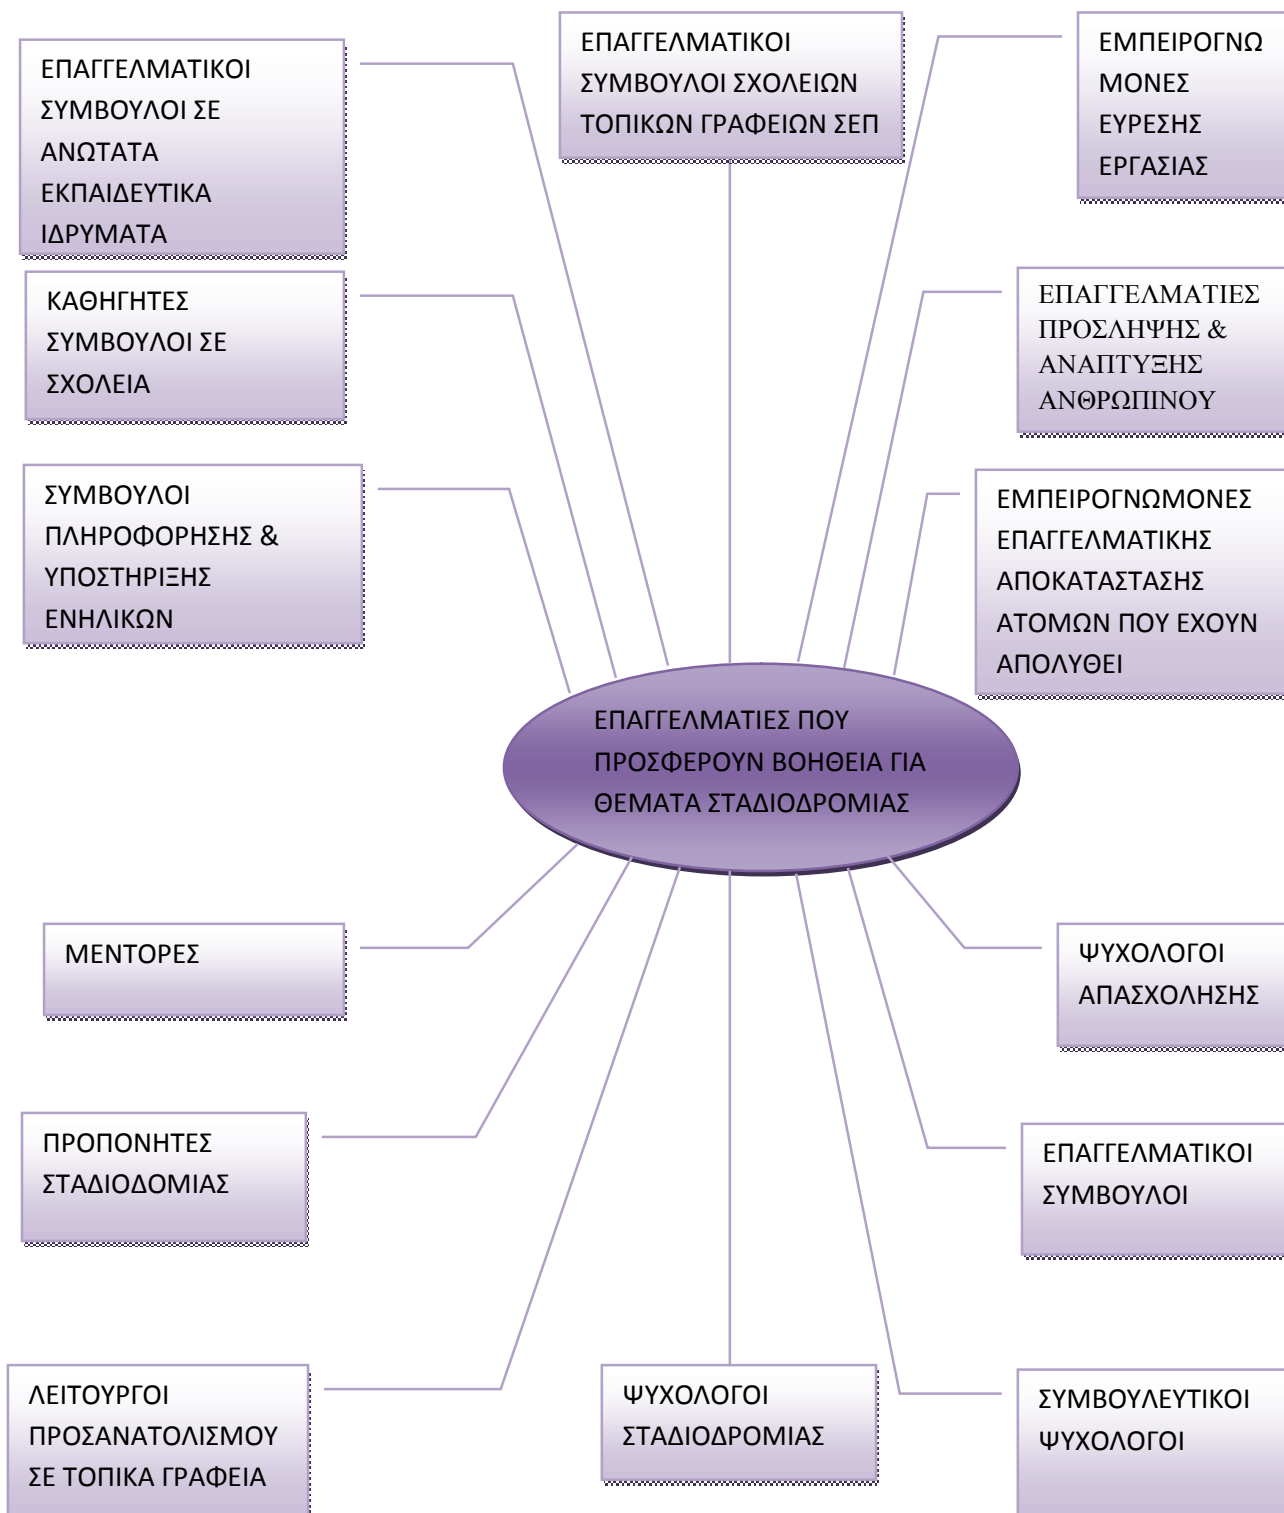 ΕΠΑΓΓΕΛΜΑΤΙΚΟΙ
ΣΥΜΒΟΥΛΟΙ ΣΕ
ΑΝΩΤΑΤΑ
ΕΚΠΑΙΔΕΥΤΙΚΑ
ΙΔΡΥΜΑΤΑ
ΕΠΑΓΓΕΛΜΑΤΙΚΟΙ
ΣΥΜΒΟΥΛΟΙ ΣΧΟΛΕΙΩΝ
ΤΟΠΙΚΩΝ ΓΡΑΦΕΙΩΝ ΣΕΠ
ΕΜΠΕΙΡΟΓΝΩ
ΜΟΝΕΣ
ΕΥΡΕΣΗΣ
ΕΡΓΑΣΙΑΣ
ΚΑΘΗΓΗΤΕΣ
ΣΥΜΒΟΥΛΟΙ ΣΕ
ΣΧΟΛΕΙΑ
ΕΠΑΓΓΕΛΜΑΤΙΕΣ
ΠΡΟΣΛΗΨΗΣ &
ΑΝΑΠΤΥΞΗΣ
ΑΝΘΡΩΠΙΝΟΥ
ΣΥΜΒΟΥΛΟΙ
ΠΛΗΡΟΦΟΡΗΣΗΣ &
ΥΠΟΣΤΗΡΙΞΗΣ
ΕΝΗΛΙΚΩΝ
ΕΜΠΕΙΡΟΓΝΩΜΟΝΕΣ
ΕΠΑΓΓΕΛΜΑΤΙΚΗΣ
ΑΠΟΚΑΤΑΣΤΑΣΗΣ
ΑΤΟΜΩΝ ΠΟΥ ΕΧΟΥΝ
ΑΠΟΛΥΘΕΙ
ΕΠΑΓΓΕΛΜΑΤΙΕΣ ΠΟΥ
ΠΡΟΣΦΕΡΟΥΝ ΒΟΗΘΕΙΑ ΓΙΑ
ΘΕΜΑΤΑ ΣΤΑΔΙΟΔΡΟΜΙΑΣ
ΜΕΝΤΟΡΕΣ
ΨΥΧΟΛΟΓΟΙ
ΑΠΑΣΧΟΛΗΣΗΣ
ΠΡΟΠΟΝΗΤΕΣ
ΣΤΑΔΙΟΔΟΜΙΑΣ
ΕΠΑΓΓΕΛΜΑΤΙΚΟΙ
ΣΥΜΒΟΥΛΟΙ
ΛΕΙΤΟΥΡΓΟΙ
ΠΡΟΣΑΝΑΤΟΛΙΣΜΟΥ
ΣΕ ΤΟΠΙΚΑ ΓΡΑΦΕΙΑ
ΨΥΧΟΛΟΓΟΙ
ΣΤΑΔΙΟΔΡΟΜΙΑΣ
ΣΥΜΒΟΥΛΕΥΤΙΚΟΙ
ΨΥΧΟΛΟΓΟΙ